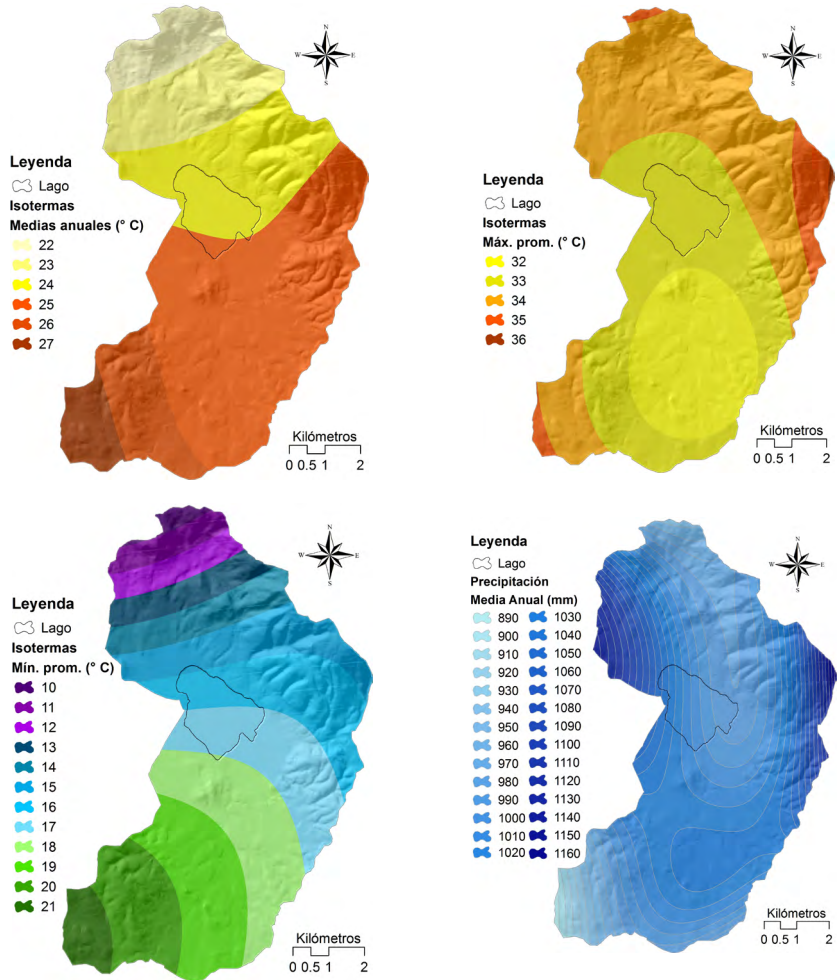 N
W E
S
Leyenda
Lago
Isotermas
Medias anuales (° C)
22
23
24
25
26
27
Kilómetros
0 0.5 1 2
N
W E
S
Leyenda
Lago
Isotermas
Máx. prom. (° C)
32
33
34
35
36
Kilómetros
0 0.5 1 2
N
W E
S
Leyenda
Lago
Isotermas
Mín. prom. (° C)
10
11
12
13
14
15
16
17
18
19
20
21
Kilómetros
0 0.5 1 2
N
W E
S
Leyenda
Lago
Precipitación
Media Anual (mm)
890 1030
900 1040
910 1050
920 1060
930 1070
940 1080
950 1090
960 1100
970 1110
980 1120
990 1130
1000 1140
1010 1150
1020 1160
Kilómetros
0 0.5 1 2